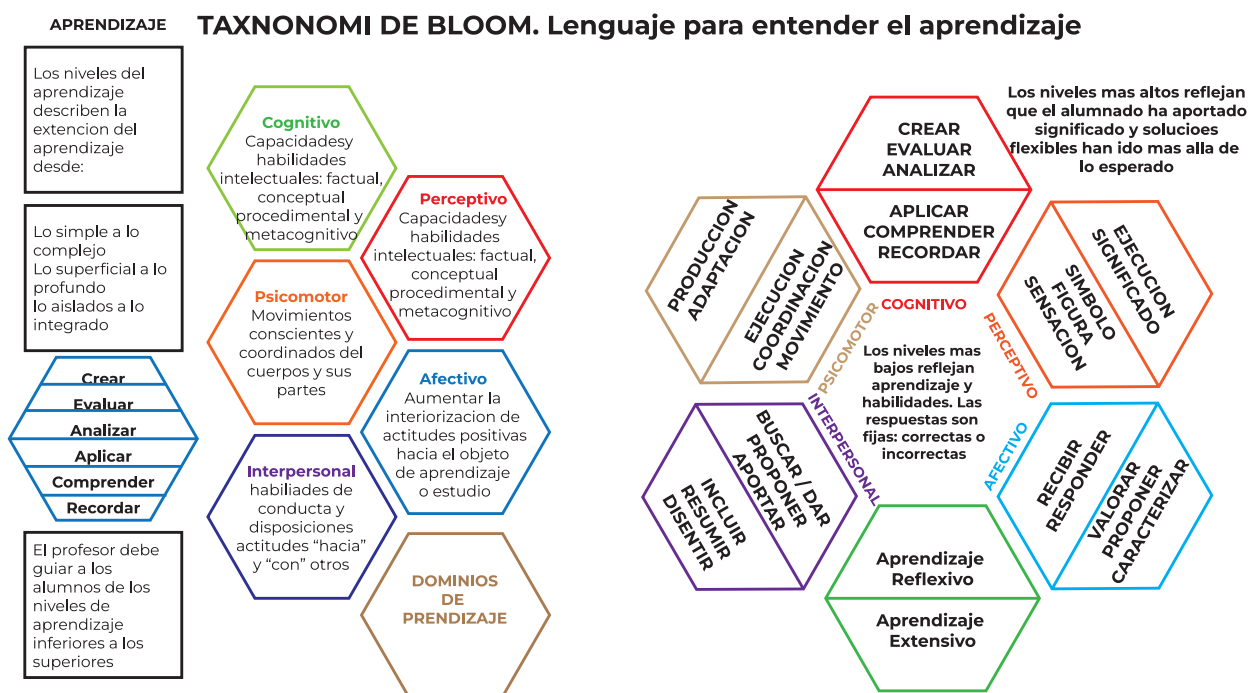 APRENDIZAJE
TAXNONOMI DE BLOOM. Lenguaje para entender el aprendizaje
Los niveles del
aprendizaje
describen la
extencion del
aprendizaje
desde:
Lo simple a lo
complejo
Lo superficial a lo
profundo
lo aislados a lo
integrado
Crear
Evaluar
Analizar
Aplicar
Comprender
Recordar
El profesor debe
guiar a los
alumnos de los
niveles de
aprendizaje
inferiores a los
superiores
Cognitivo
Capacidadesy
habilidades
intelectuales: factual,
conceptual
procedimental y
metacognitivo
Perceptivo
Capacidadesy
habilidades
intelectuales: factual,
conceptual
procedimental y
metacognitivo
Psicomotor
Movimientos
conscientes y
coordinados del
cuerpos y sus
partes
Afectivo
Aumentar la
interiorizacion de
actitudes positivas
hacia el objeto
de aprendizaje
o estudio
Interpersonal
habiliades de
conducta y
disposiciones
actitudes “hacia”
y “con” otros
DOMINIOS
DE
PRENDIZAJE
CREAR
EVALUAR
ANALIZAR
APLICAR
COMPRENDER
RECORDAR
COGNITIVO
Los niveles mas altos reflejan
que el alumnado ha aportado
significado y solucioes
flexibles han ido mas alla de
lo esperado
PRODUCCION
ADAPTACION
EJECUCION
COORDINACION
MOVIMIENTO
PSICOMOTOR
EJECUCION
SIGNIFICADO
SIMBOLO
FIGURA
SENSACION
PERCEPTIVO
Los niveles mas
bajos reflejan
aprendizaje y
habilidades. Las
respuestas son
fijas: correctas o
incorrectas
INTERPERSONAL
BUSCAR / DAR
PROPONER
APORTAR
INCLUIR
RESUMIR
DISENTIR
AFECTIVO
RECIBIR
RESPONDER
VALORAR
PROPONER
CARACTERIZAR
Aprendizaje
Reflexivo
Aprendizaje
Extensivo